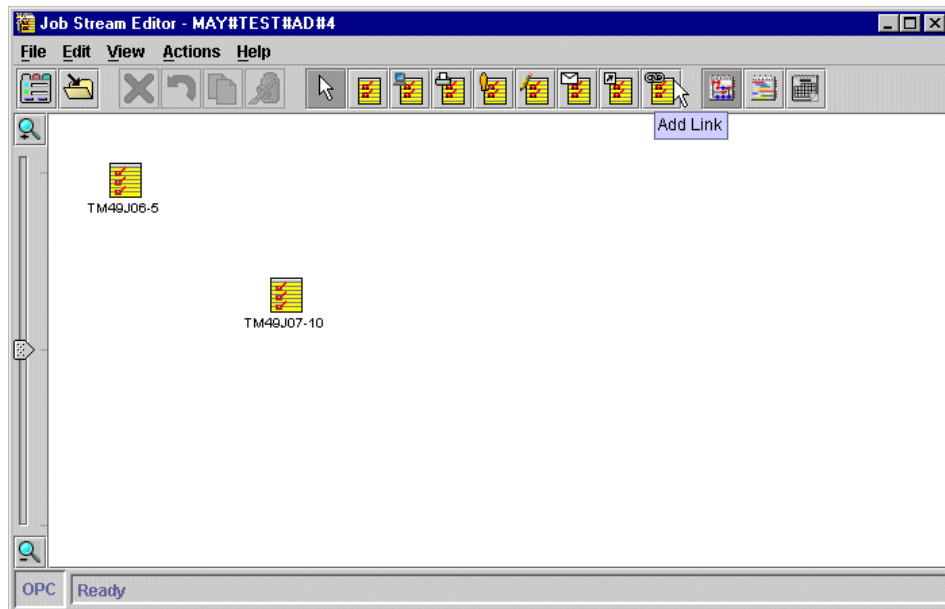 Job Stream Editor - MAY#TEST#AD#4
File Edit View Actions Help
Add Link
TM49J06-5
TM49J07-10
OPC Ready